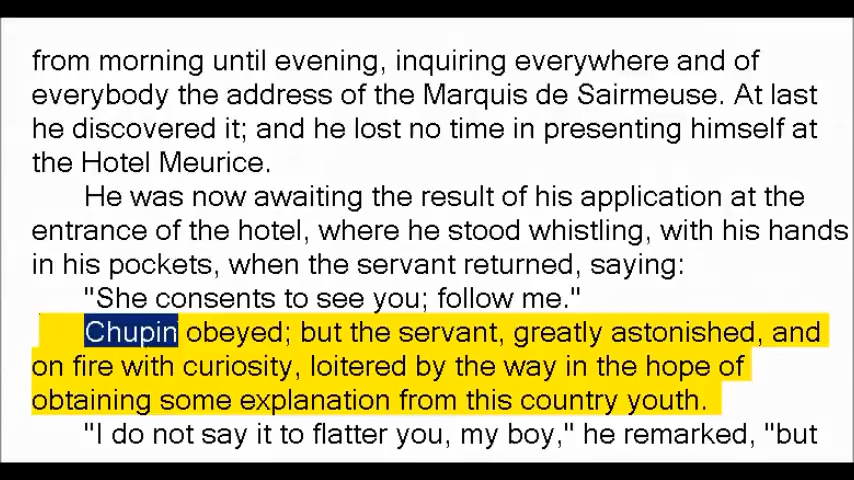 from morning until evening, inquiring everywhere and of
everybody the address of the Marquis de Sairmeuse. At last
he discovered it; and he lost no time in presenting himself at
the Hotel Meurice.
He was now awaiting the result of his application at the
entrance of the hotel, where he stood whistling, with his hands
in his pockets, when the servant returned, saying:
"She consents to see you; follow me."
Chupin obeyed; but the servant, greatly astonished, and
on fire with curiosity, loitered by the way in the hope of
obtaining some explanation from this country youth.
"I do not say it to flatter you, my boy," he remarked, "but